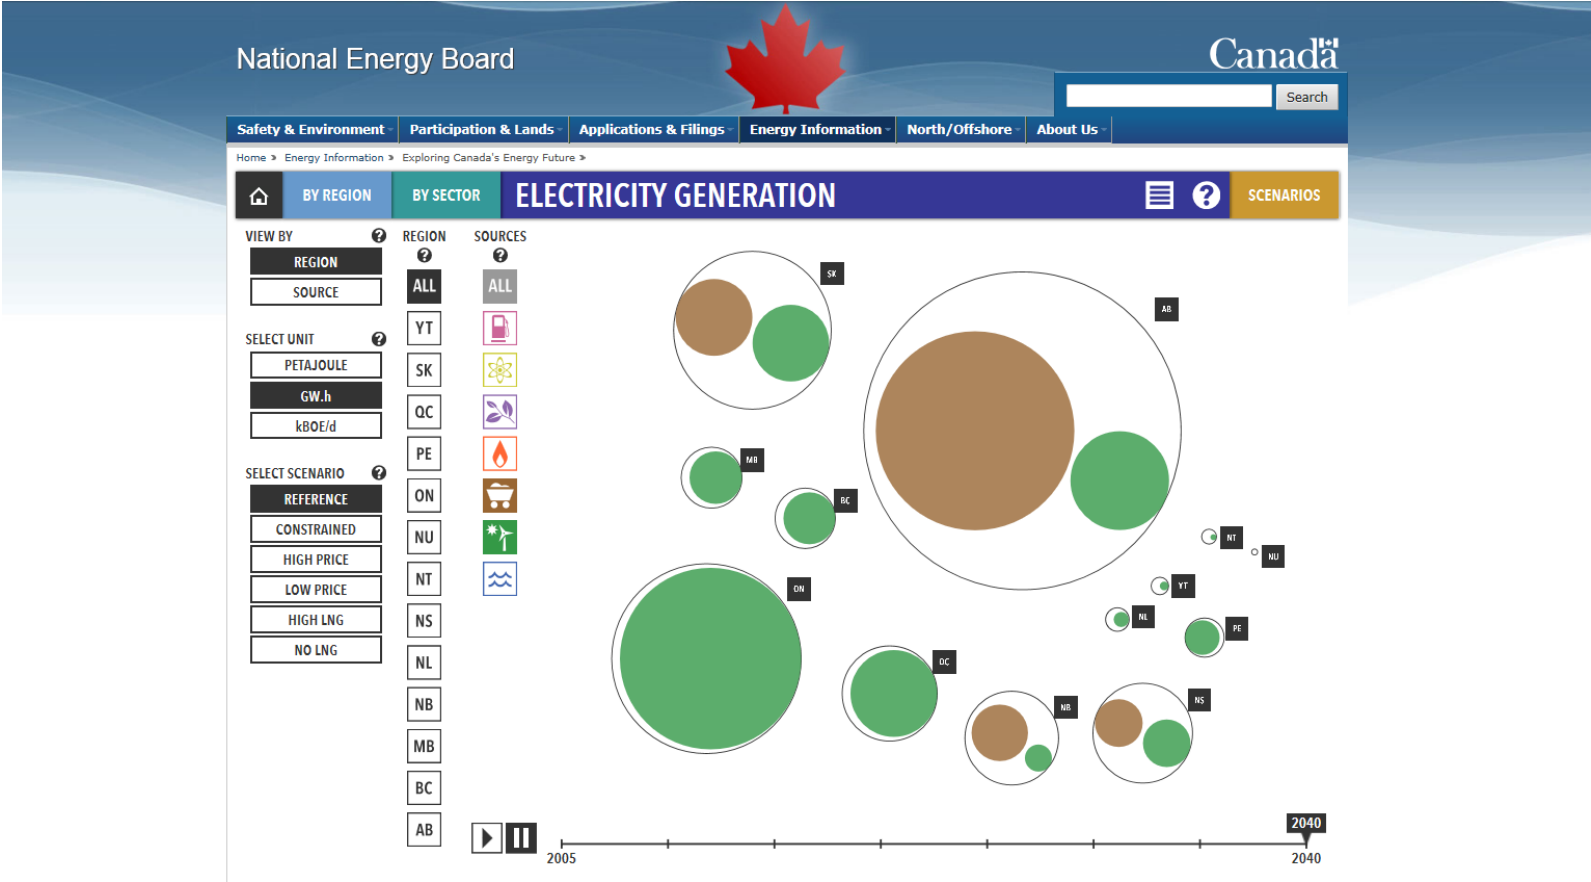 National Energy Board
Canada
Search
Safety & Environment
Participation & Lands
Applications & Filings
Energy Information
North/Offshore
About Us
Home > Energy Information > Exploring Canada's Energy Future >
BY REGION
BY SECTOR
ELECTRICITY GENERATION
?
SCENARIOS
VIEW BY ?
REGION
SOURCE
SELECT UNIT ?
PETAJOULE
GW.h
kBOE/d
SELECT SCENARIO ?
REFERENCE
CONSTRAINED
HIGH PRICE
LOW PRICE
HIGH LNG
NO LNG
REGION
?
ALL
YT
SK
QC
PE
ON
NU
NT
NS
NL
NB
MB
BC
AB
SOURCES
?
ALL
SK
AB
MB
BC
NT
NU
YT
ON
NL
PE
QC
NB
NS
2040
2005
2040